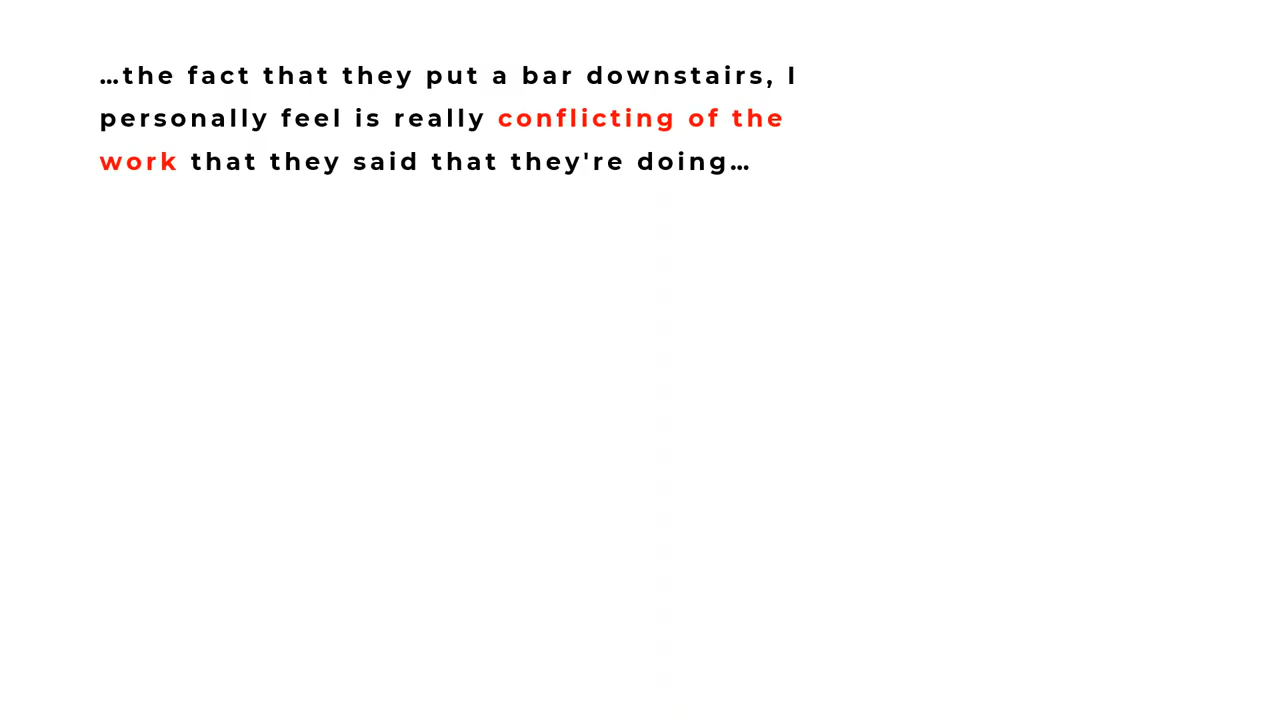 …the fact that they put a bar downstairs, I
personally feel is really conflicting of the
work that they said that they're doing…